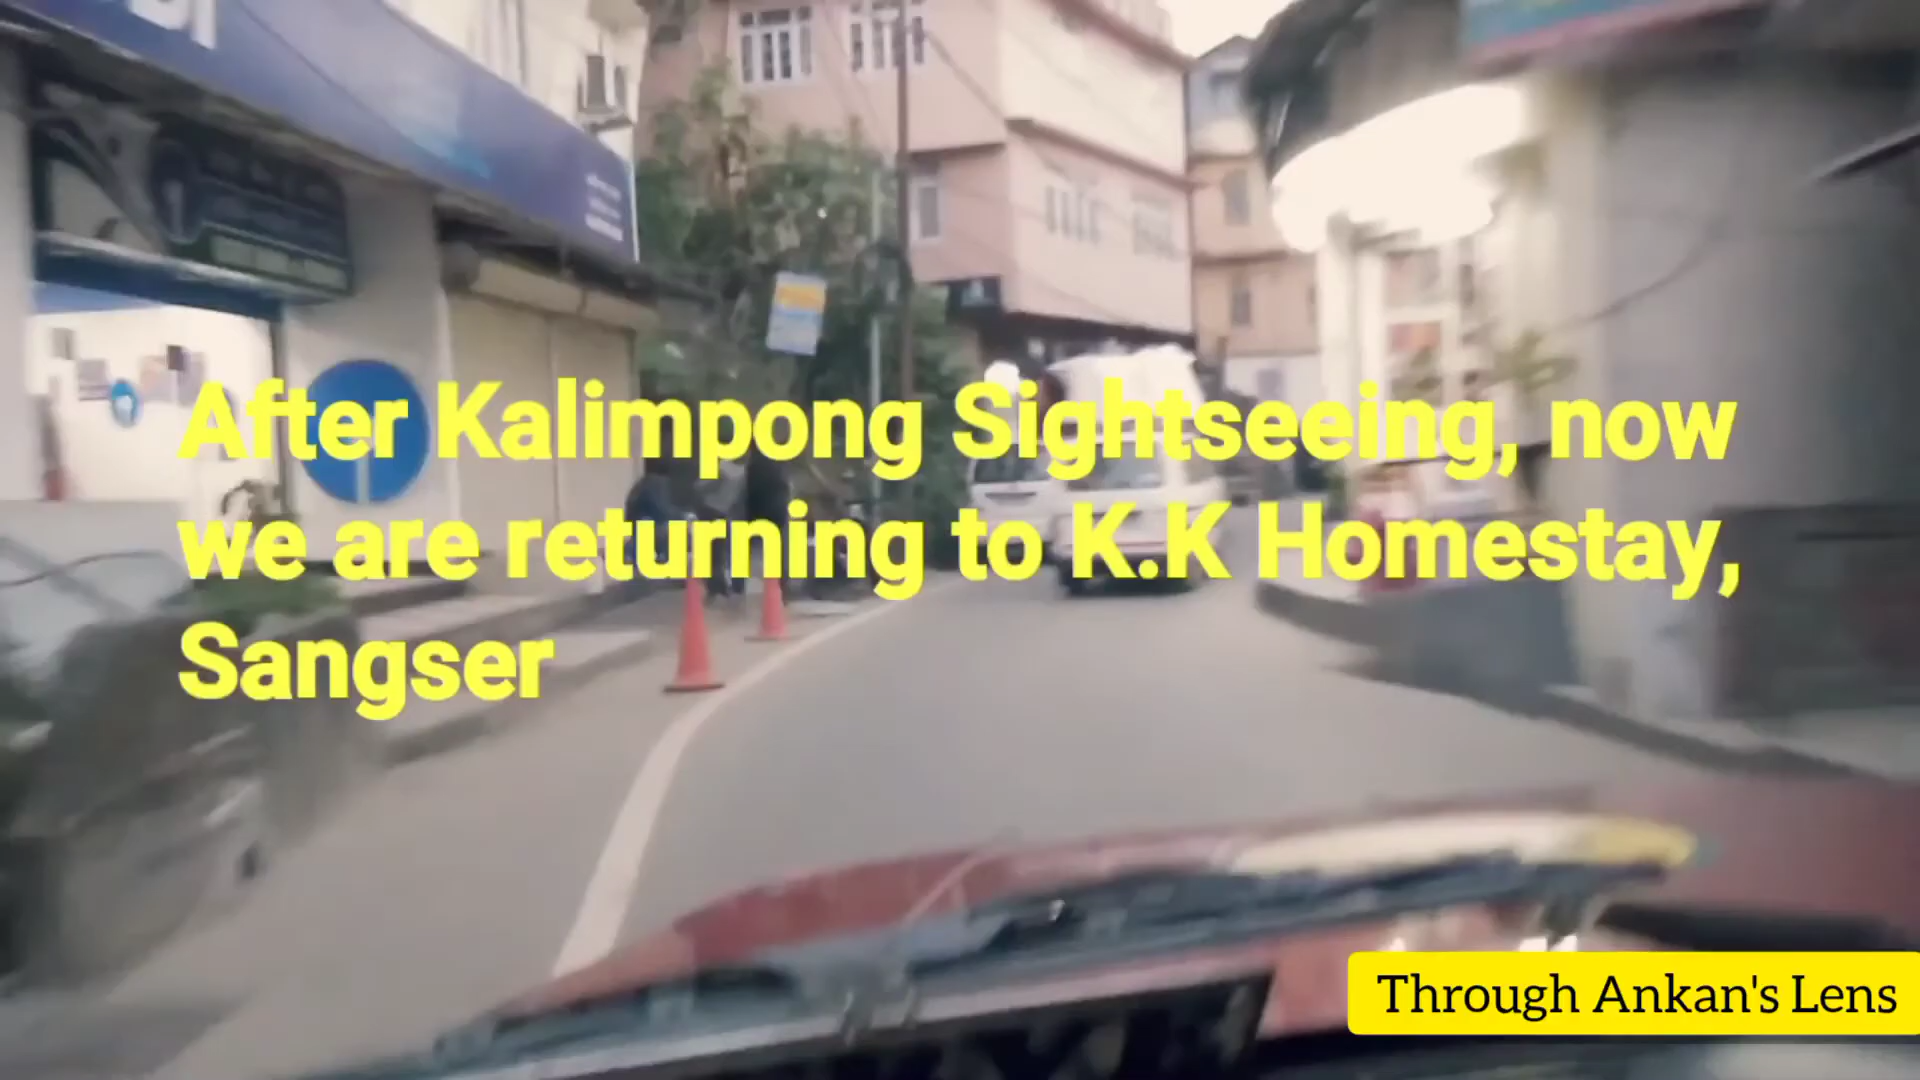 After Kalimpong Sightseeing, now
we are returning to K.K Homestay,
Sangser
Through Ankan's Lens